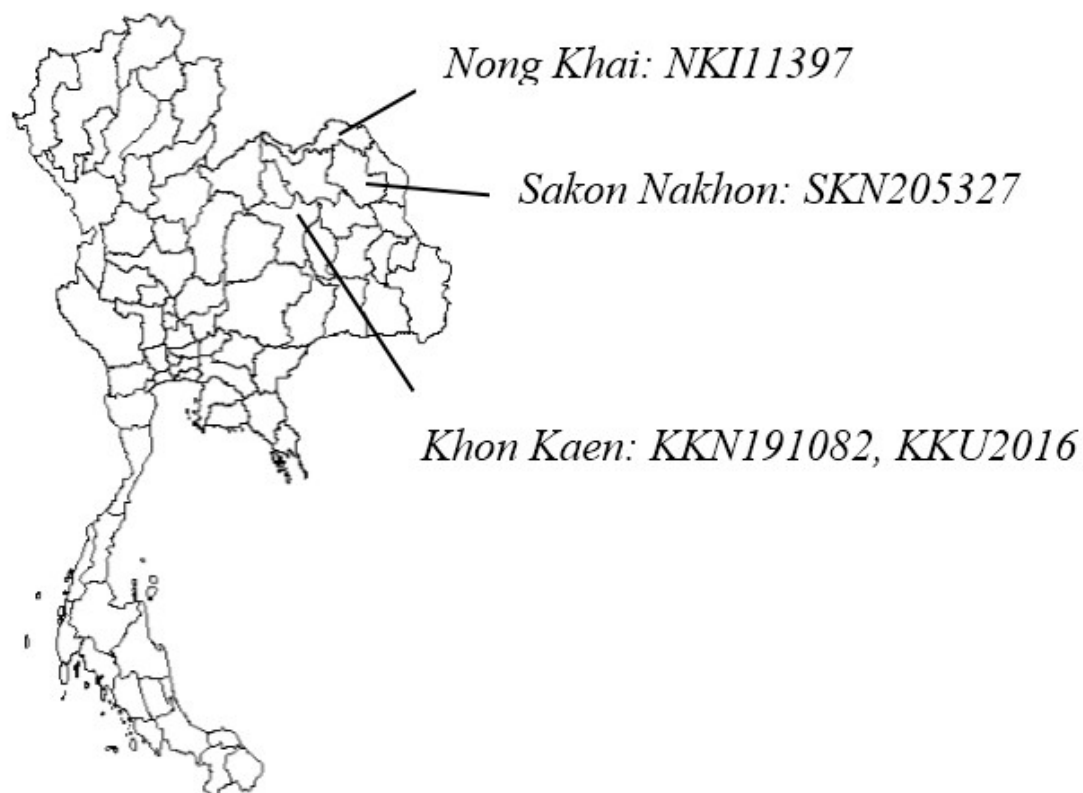 Nong Khai: NKI11397
Sakon Nakhon: SKN205327
Khon Kaen: KKN191082, KKU2016